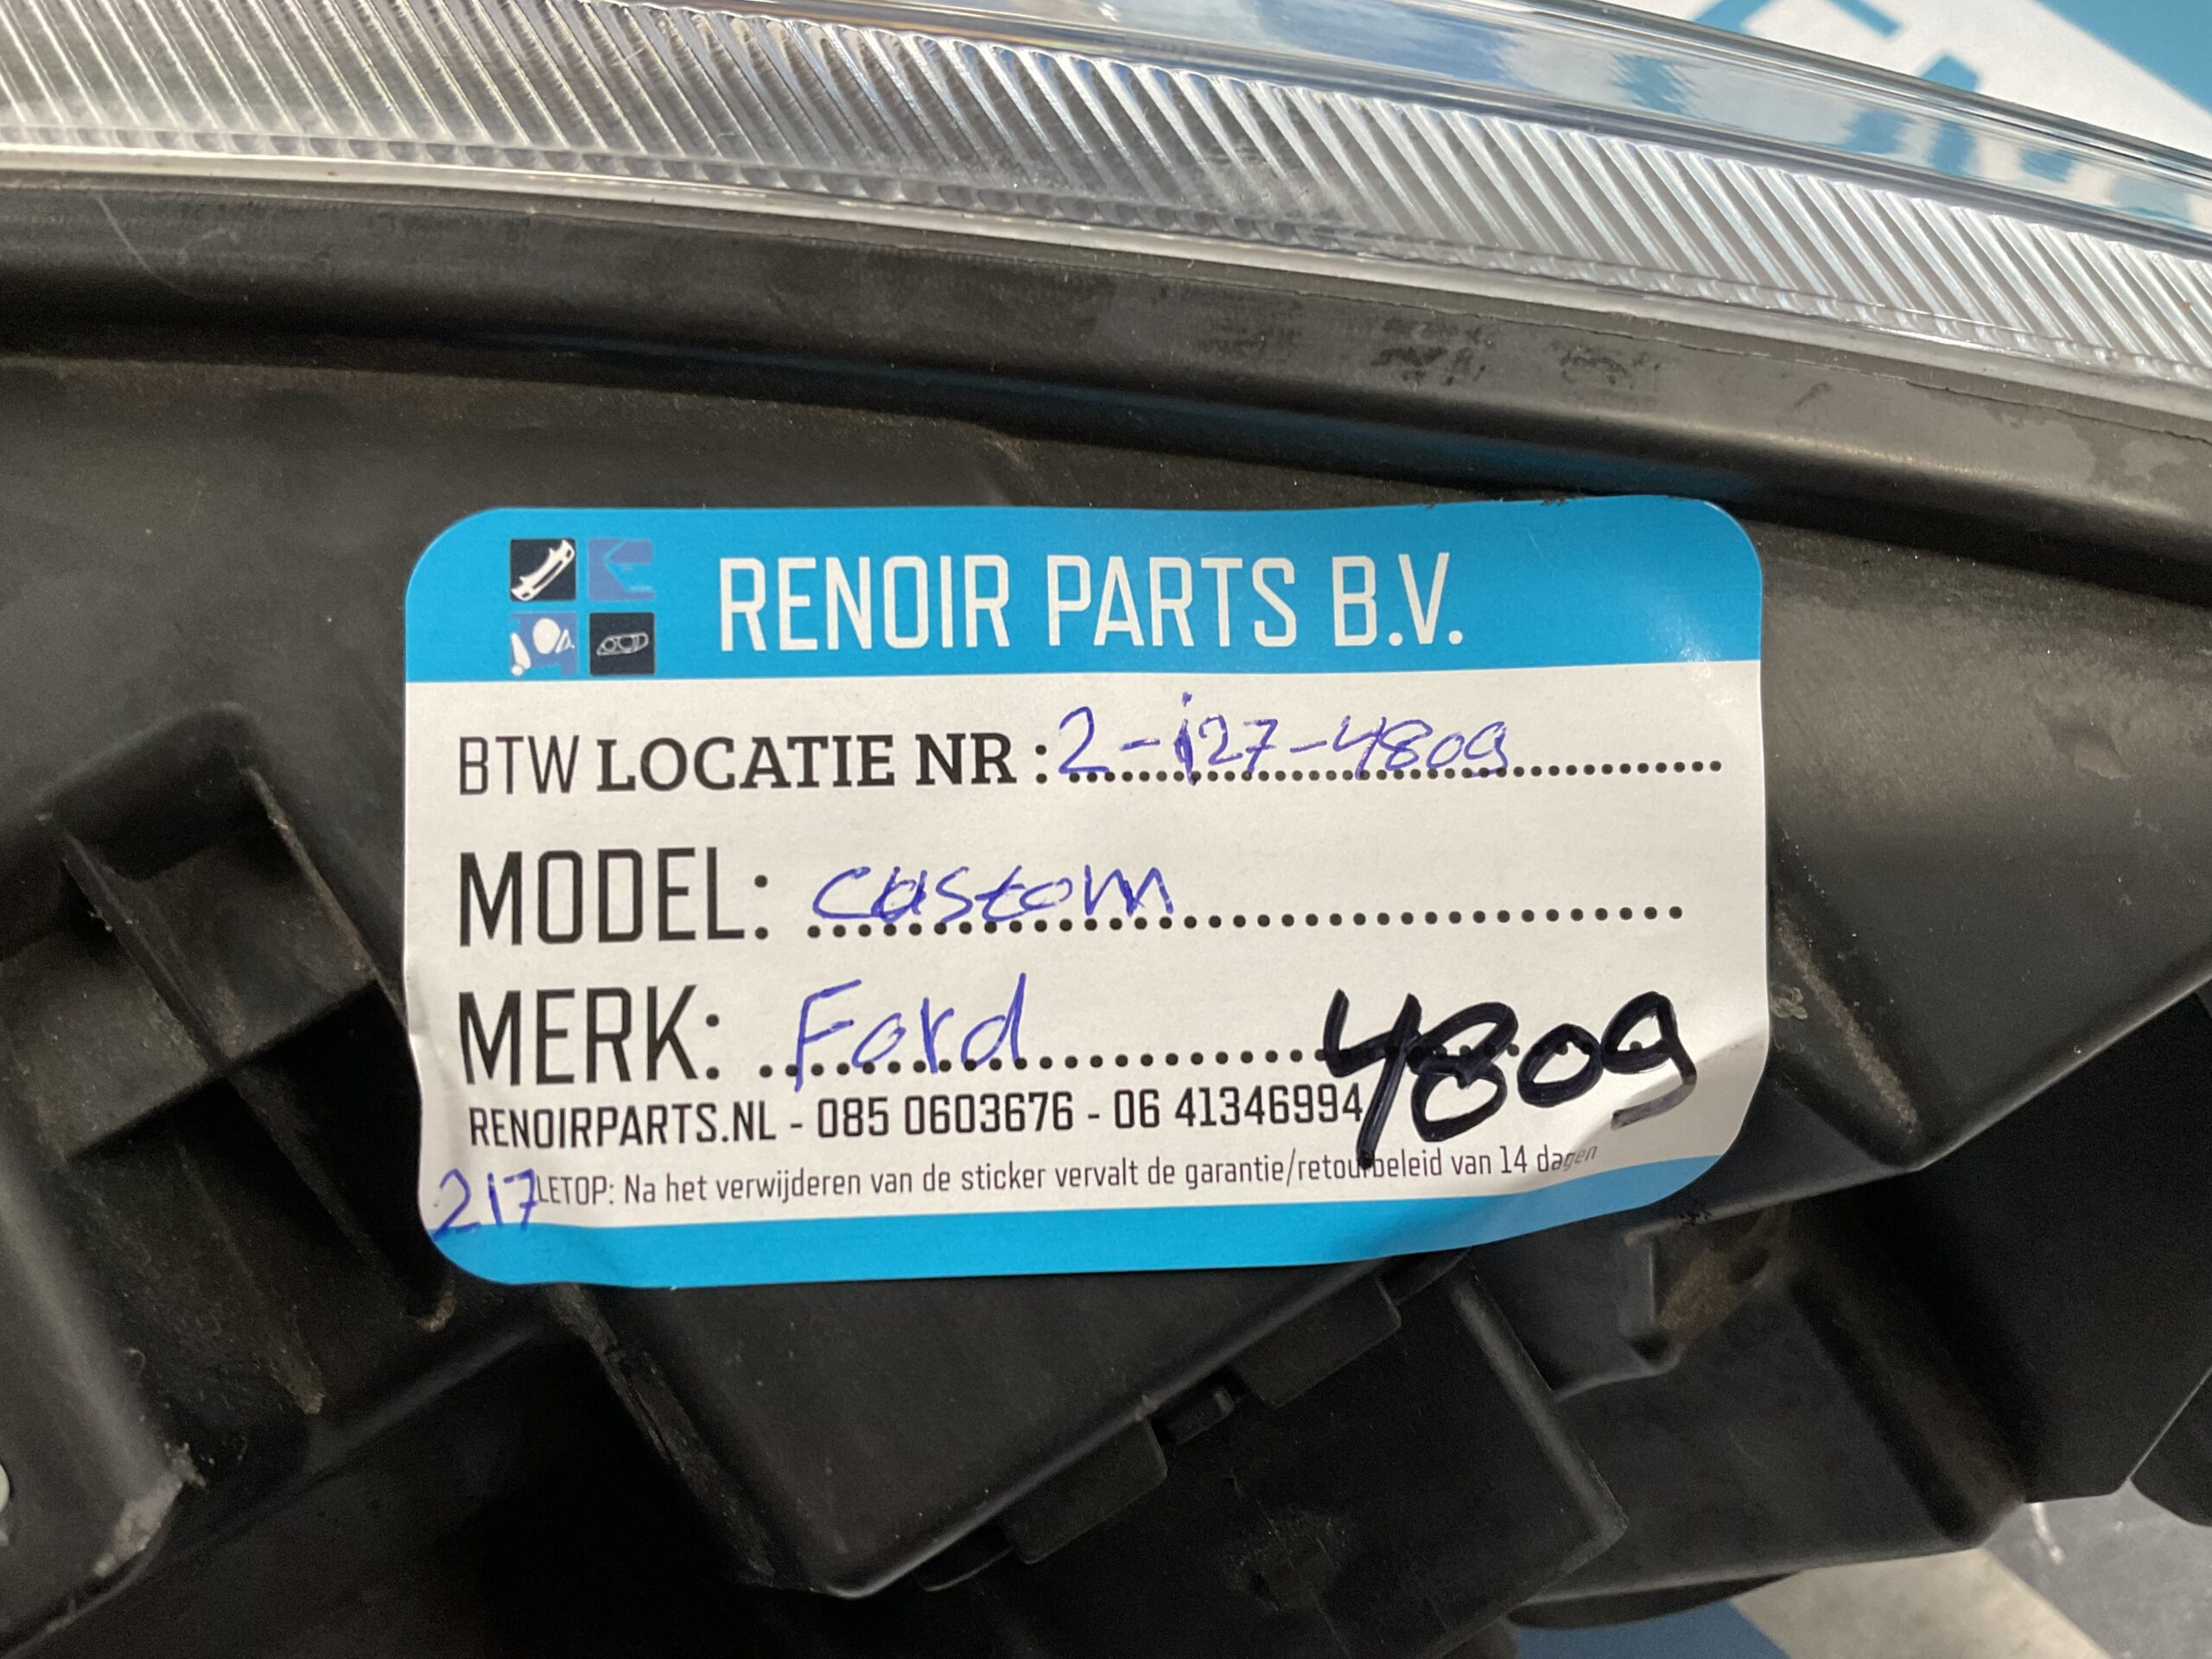 RENOIR PARTS B.V.
BTW LOCATIE NR : 2-i27-4809
MODEL: custom
MERK: Ford
4809
RENOIRPARTS.NL - 085 0603676 - 06 41346994
217 LETOP: Na het verwijderen van de sticker vervalt de garantie/retourbeleid van 14 dagen